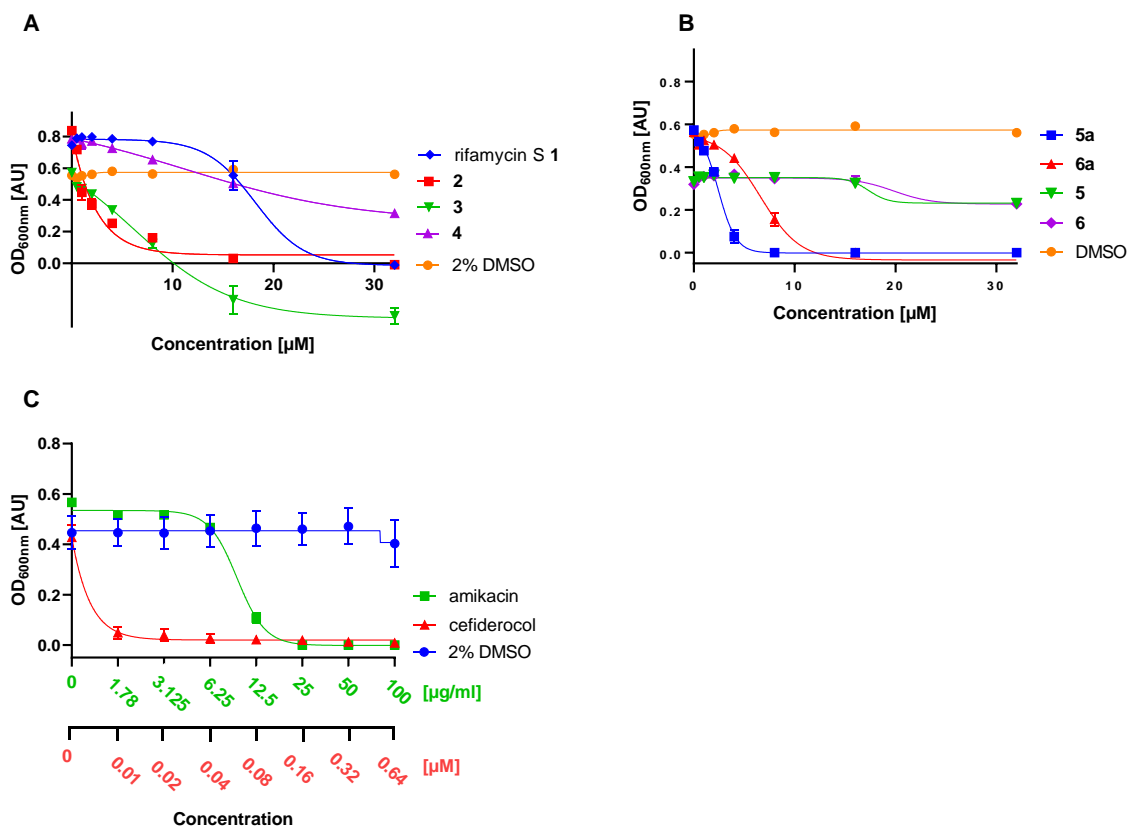 A
OD600nm [AU]
0.8
0.6
0.4
0.2
0.0
10
20
30
Concentration [µM]
rifamycin S 1
2
3
4
2% DMSO
B
OD600nm [AU]
0.8
0.6
0.4
0.2
0.0
0
10
20
30
Concentration [µM]
5a
6a
5
6
DMSO
C
OD600nm [AU]
0.8
0.6
0.4
0.2
0.0
amikacin
cefiderocol
2% DMSO
0
1.78
3.125
6.25
12.5
25
50
100
[µg/ml]
0
0.01
0.02
0.04
0.08
0.16
0.32
0.64
[µM]
Concentration